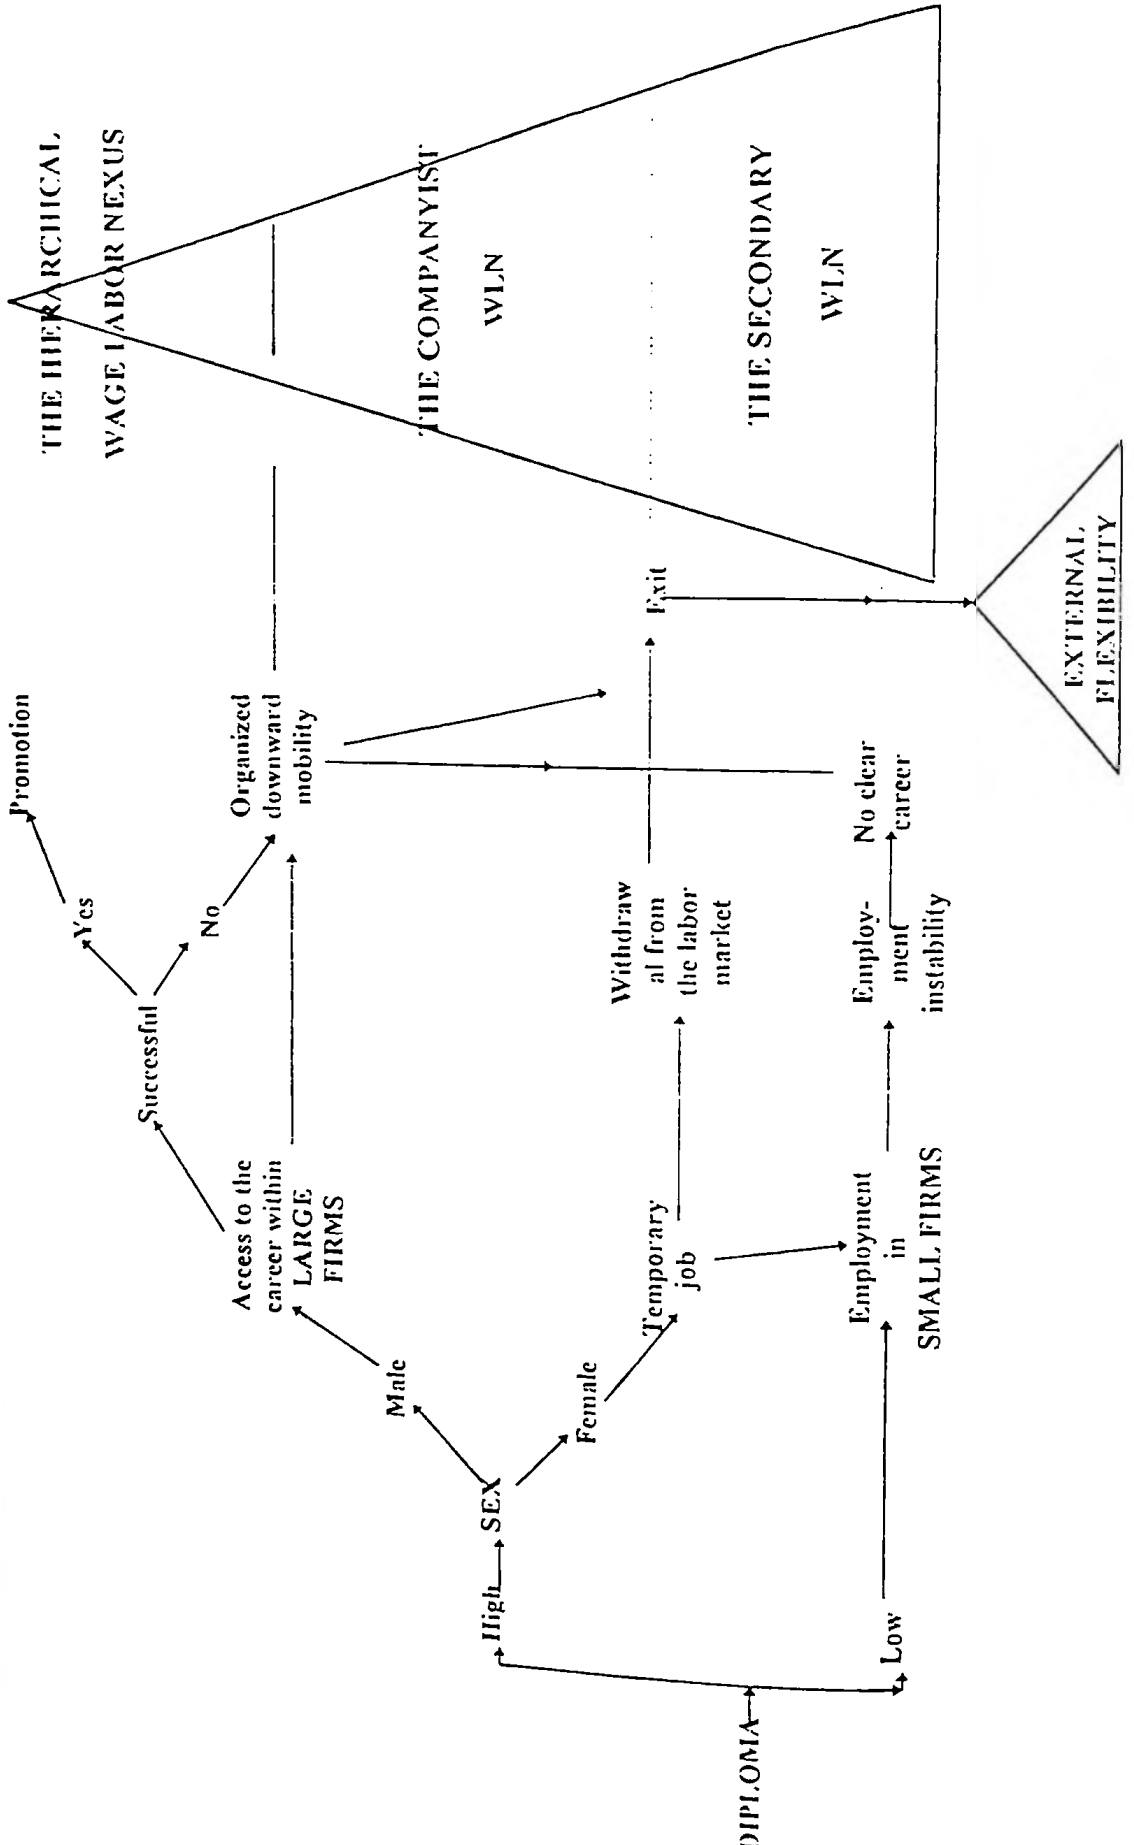 DIPLOMA
High
Low
SEX
Male
Female
Access to the
career within
LARGE
FIRMS
Temporary
job
Employment
in
SMALL FIRMS
Successful
Yes
No
Promotion
Organized
downward
mobility
Withdraw
al from
the labor
market
Employ-
ment
instability
No clear
career
Exit
THE HIERARCHICAL
WAGE LABOR NEXUS
THE COMPANYIST
WLN
THE SECONDARY
WLN
EXTERNAL
FLEXIBILITY